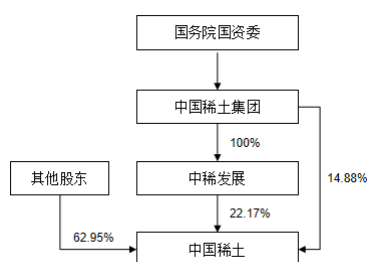 国务院国资委
中国稀土集团
100%
其他股东
中稀发展
14.88%
22.17%
62.95%
中国稀土